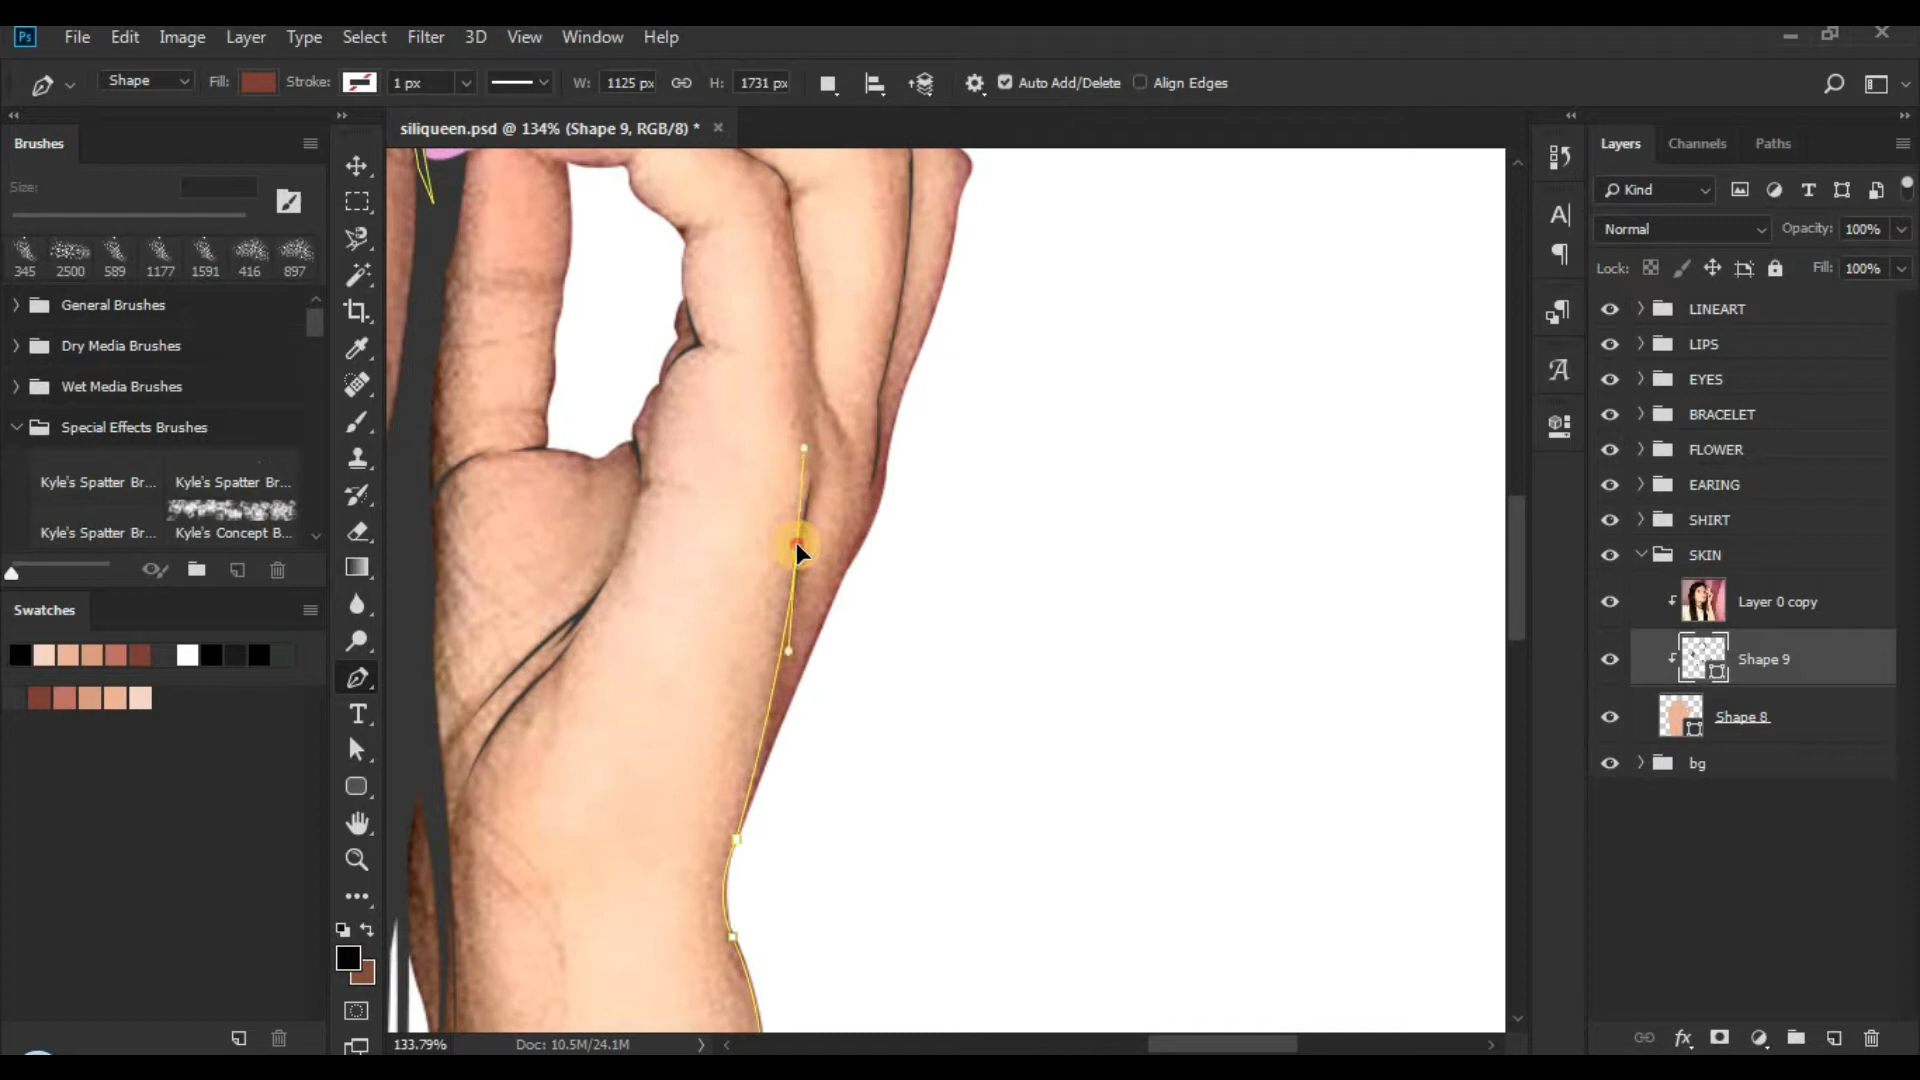 Ps File Edit Image Layer Type Select Filter 3D View Window Help
Shape Fill: Stroke: 1 px W: 1125 px H: 1731 px Auto Add/Delete Align Edges
Brushes
siliqueen.psd @ 134% (Shape 9, RGB/8) *
Layers Channels Paths
Size:
Kind
Normal Opacity: 100%
345 2500 589 1177 1591 416 897
Lock: Fill: 100%
General Brushes
Dry Media Brushes
Wet Media Brushes
Special Effects Brushes
Kyle's Spatter Br... Kyle's Spatter Br...
Kyle's Spatter Br... Kyle's Concept B...
Swatches
LINEART
LIPS
EYES
BRACELET
FLOWER
EARING
SHIRT
SKIN
Layer 0 copy
Shape 9
Shape 8
bg
133.79% Doc: 10.5M/24.1M